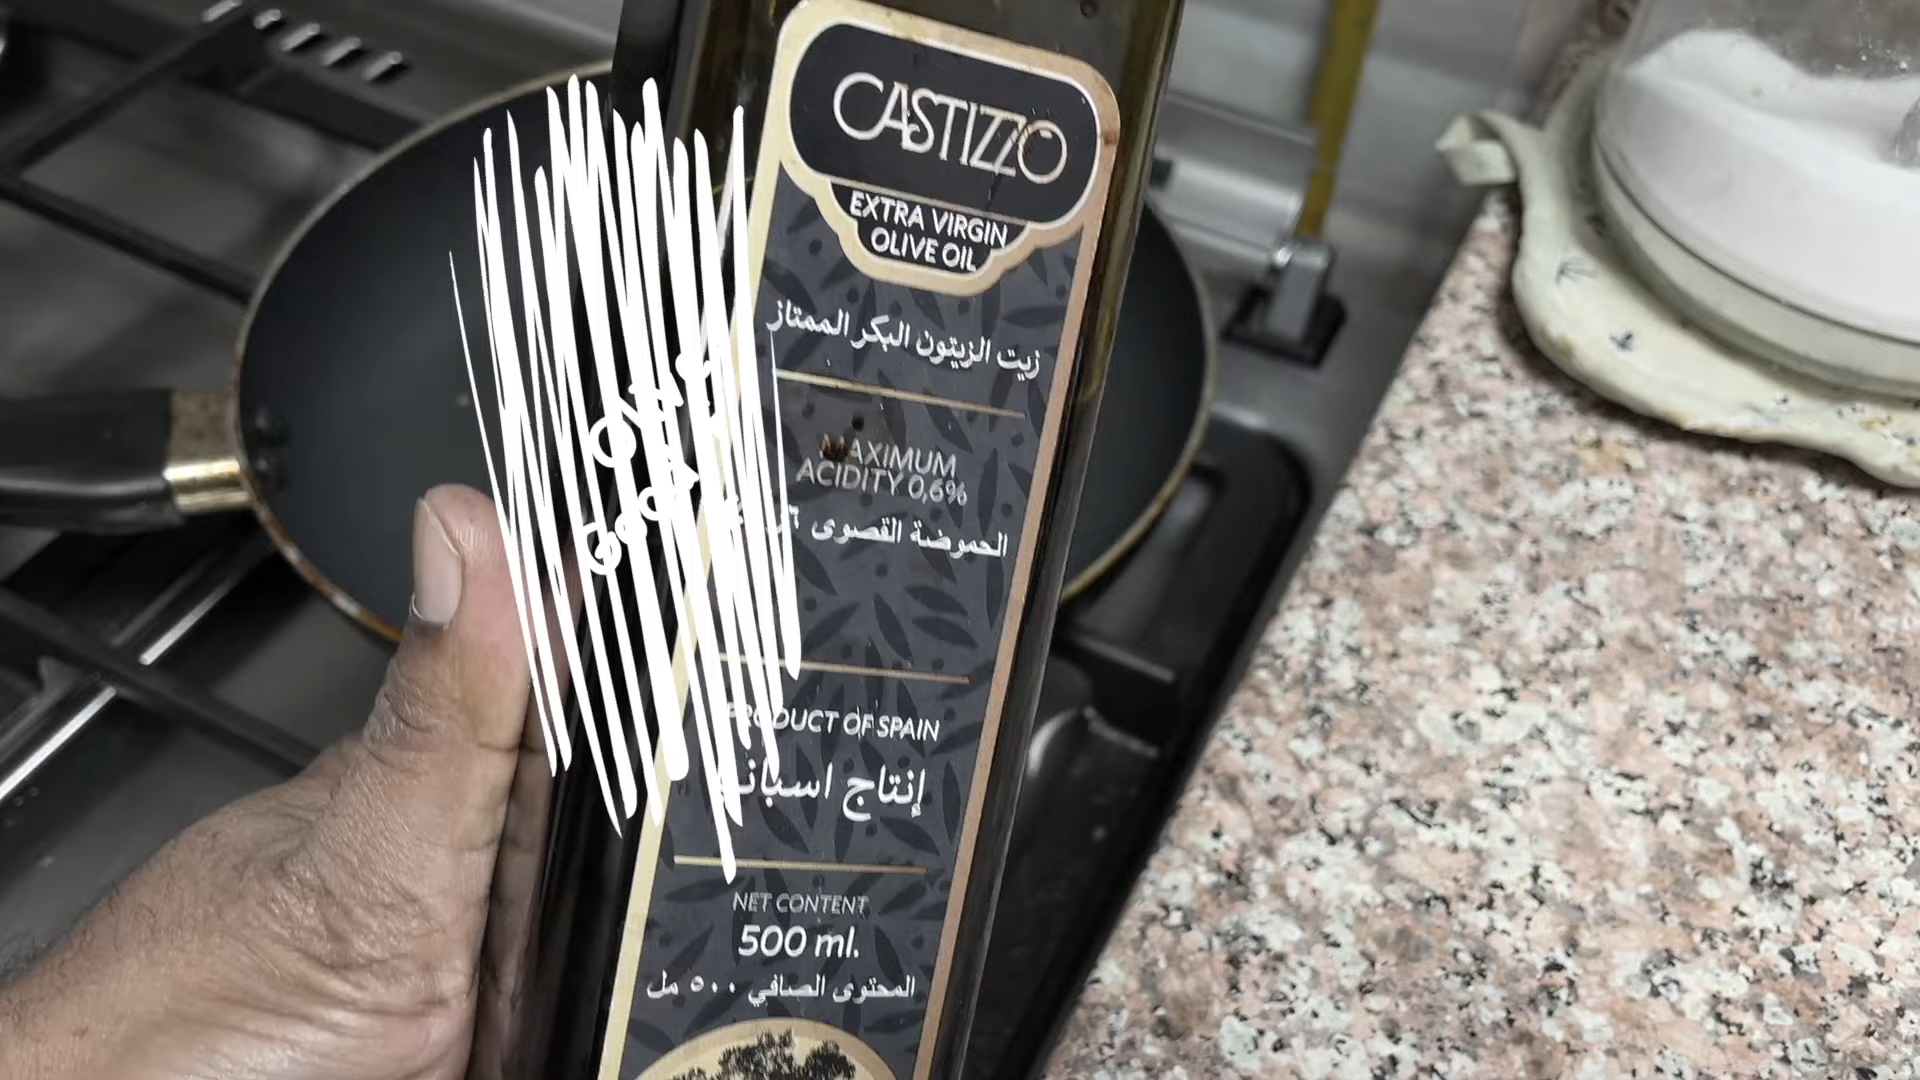 CASTIZZO
EXTRA VIRGIN
OLIVE OIL
زيت الزيتون البكر الممتاز
MAXIMUM
ACIDITY 0,6%
الحموضة القصوى
PRODUCT OF SPAIN
إنتاج
NET CONTENT
500 ml.
المحتوى الصافي ٥٠٠ مل